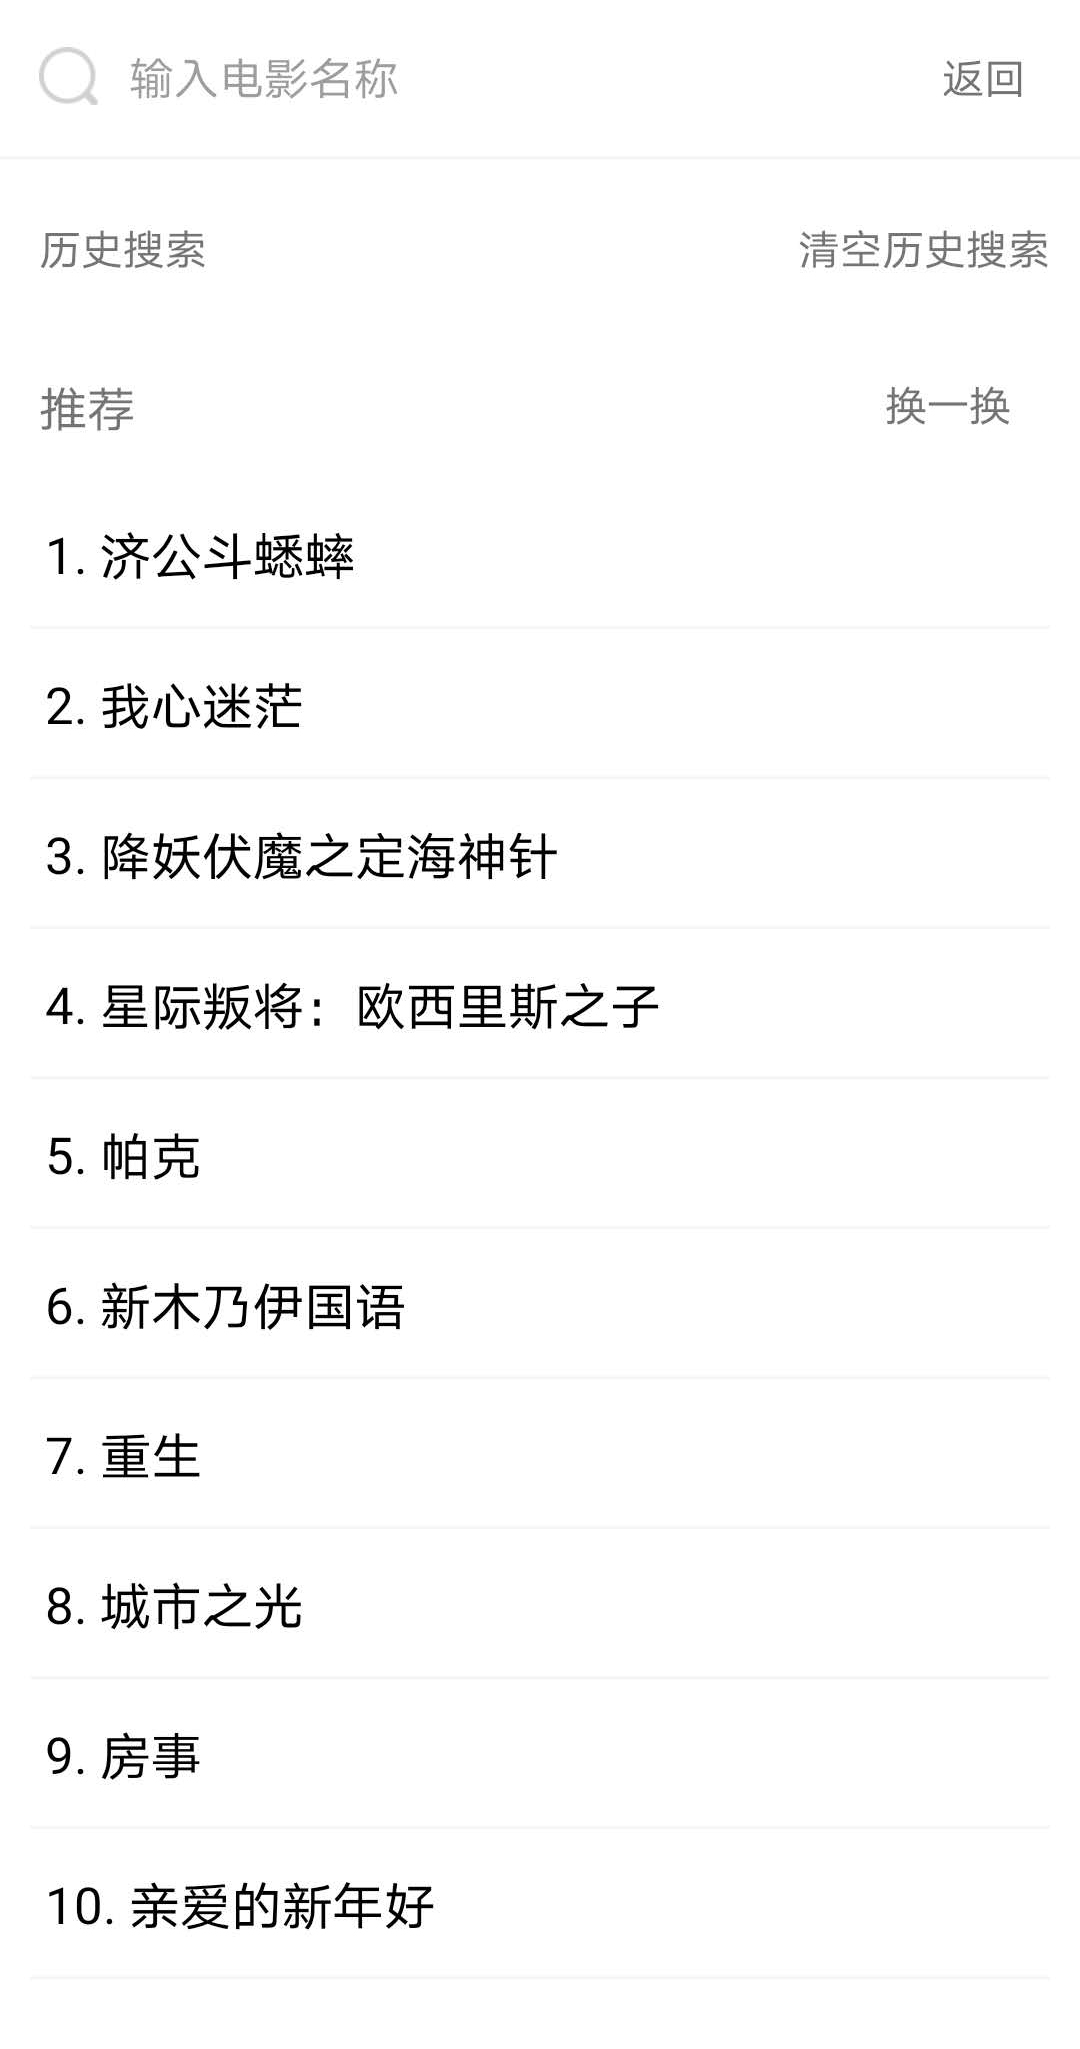 输入电影名称 返回
历史搜索 清空历史搜索
推荐 换一换
1. 济公斗蟋蟀
2. 我心迷茫
3. 降妖伏魔之定海神针
4. 星际叛将：欧西里斯之子
5. 帕克
6. 新木乃伊国语
7. 重生
8. 城市之光
9. 房事
10. 亲爱的新年好